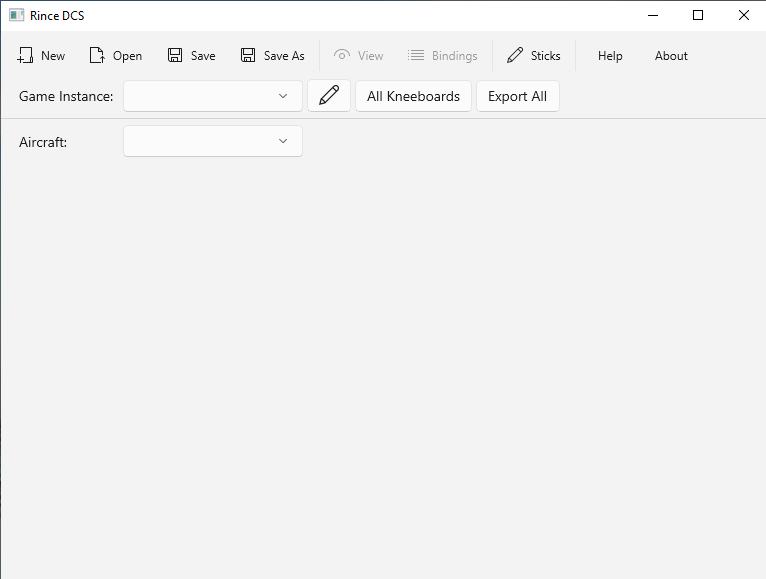 Rince DCS
New Open Save Save As View Bindings Sticks Help About
Game Instance: All Kneeboards Export All
Aircraft: